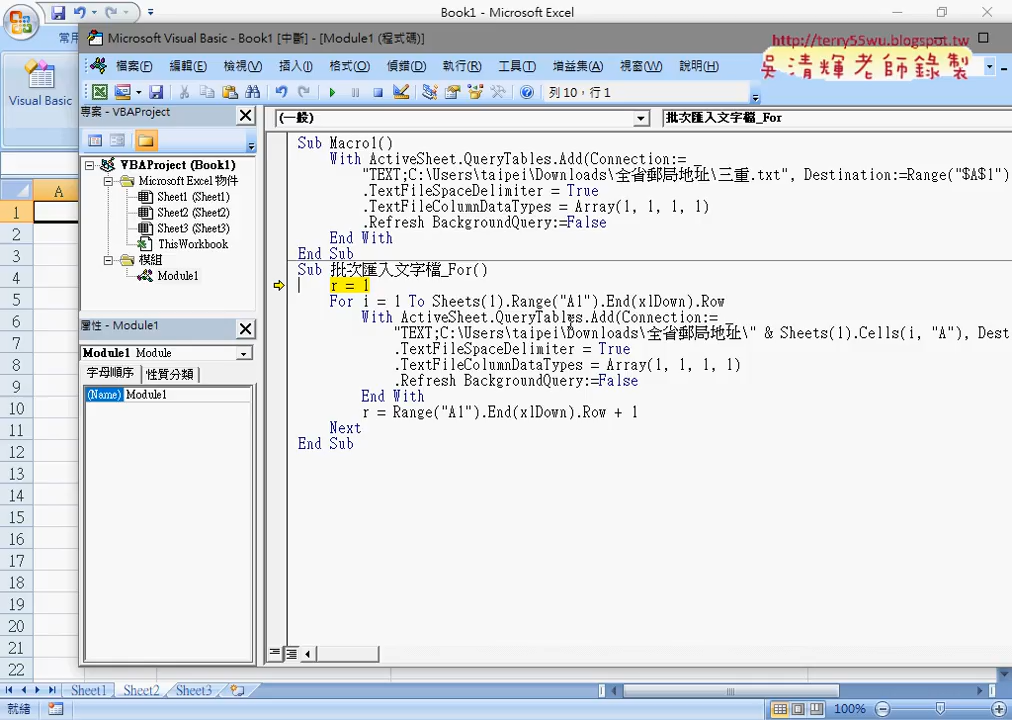 Book1 - Microsoft Excel
Microsoft Visual Basic - Book1 [中斷] - [Module1 (程式碼)]
http://terry55wu.blogspot.tw
吳清輝老師錄製
常用
檔案(F) 編輯(E) 檢視(V) 插入(I) 格式(O) 偵錯(D) 執行(R) 工具(T) 增益集(A) 視窗(W) 說明(H)
Visual Basic
列 10，行 1
專案 - VBAProject
(一般)
批次匯入文字檔_For
VBAProject (Book1)
Microsoft Excel 物件
Sheet1 (Sheet1)
Sheet2 (Sheet2)
Sheet3 (Sheet3)
ThisWorkbook
模組
Module1
屬性 - Module1
Module1 Module
字母順序 性質分類
(Name) Module1
Sub Macro1()
With ActiveSheet.QueryTables.Add(Connection:=
"TEXT;C:\Users\taipei\Downloads\全省郵局地址\三重.txt", Destination:=Range("$A$1")
.TextFileSpaceDelimiter = True
.TextFileColumnDataTypes = Array(1, 1, 1, 1)
.Refresh BackgroundQuery:=False
End With
End Sub
Sub 批次匯入文字檔_For()
r = 1
For i = 1 To Sheets(1).Range("A1").End(xlDown).Row
With ActiveSheet.QueryTables.Add(Connection:=
"TEXT;C:\Users\taipei\Downloads\全省郵局地址\" & Sheets(1).Cells(i, "A"), Dest
.TextFileSpaceDelimiter = True
.TextFileColumnDataTypes = Array(1, 1, 1, 1)
.Refresh BackgroundQuery:=False
End With
r = Range("A1").End(xlDown).Row + 1
Next
End Sub
A
1
2
3
4
5
6
7
8
9
10
11
12
13
14
15
16
17
18
19
20
21
22
Sheet1 Sheet2 Sheet3
就緒
100%